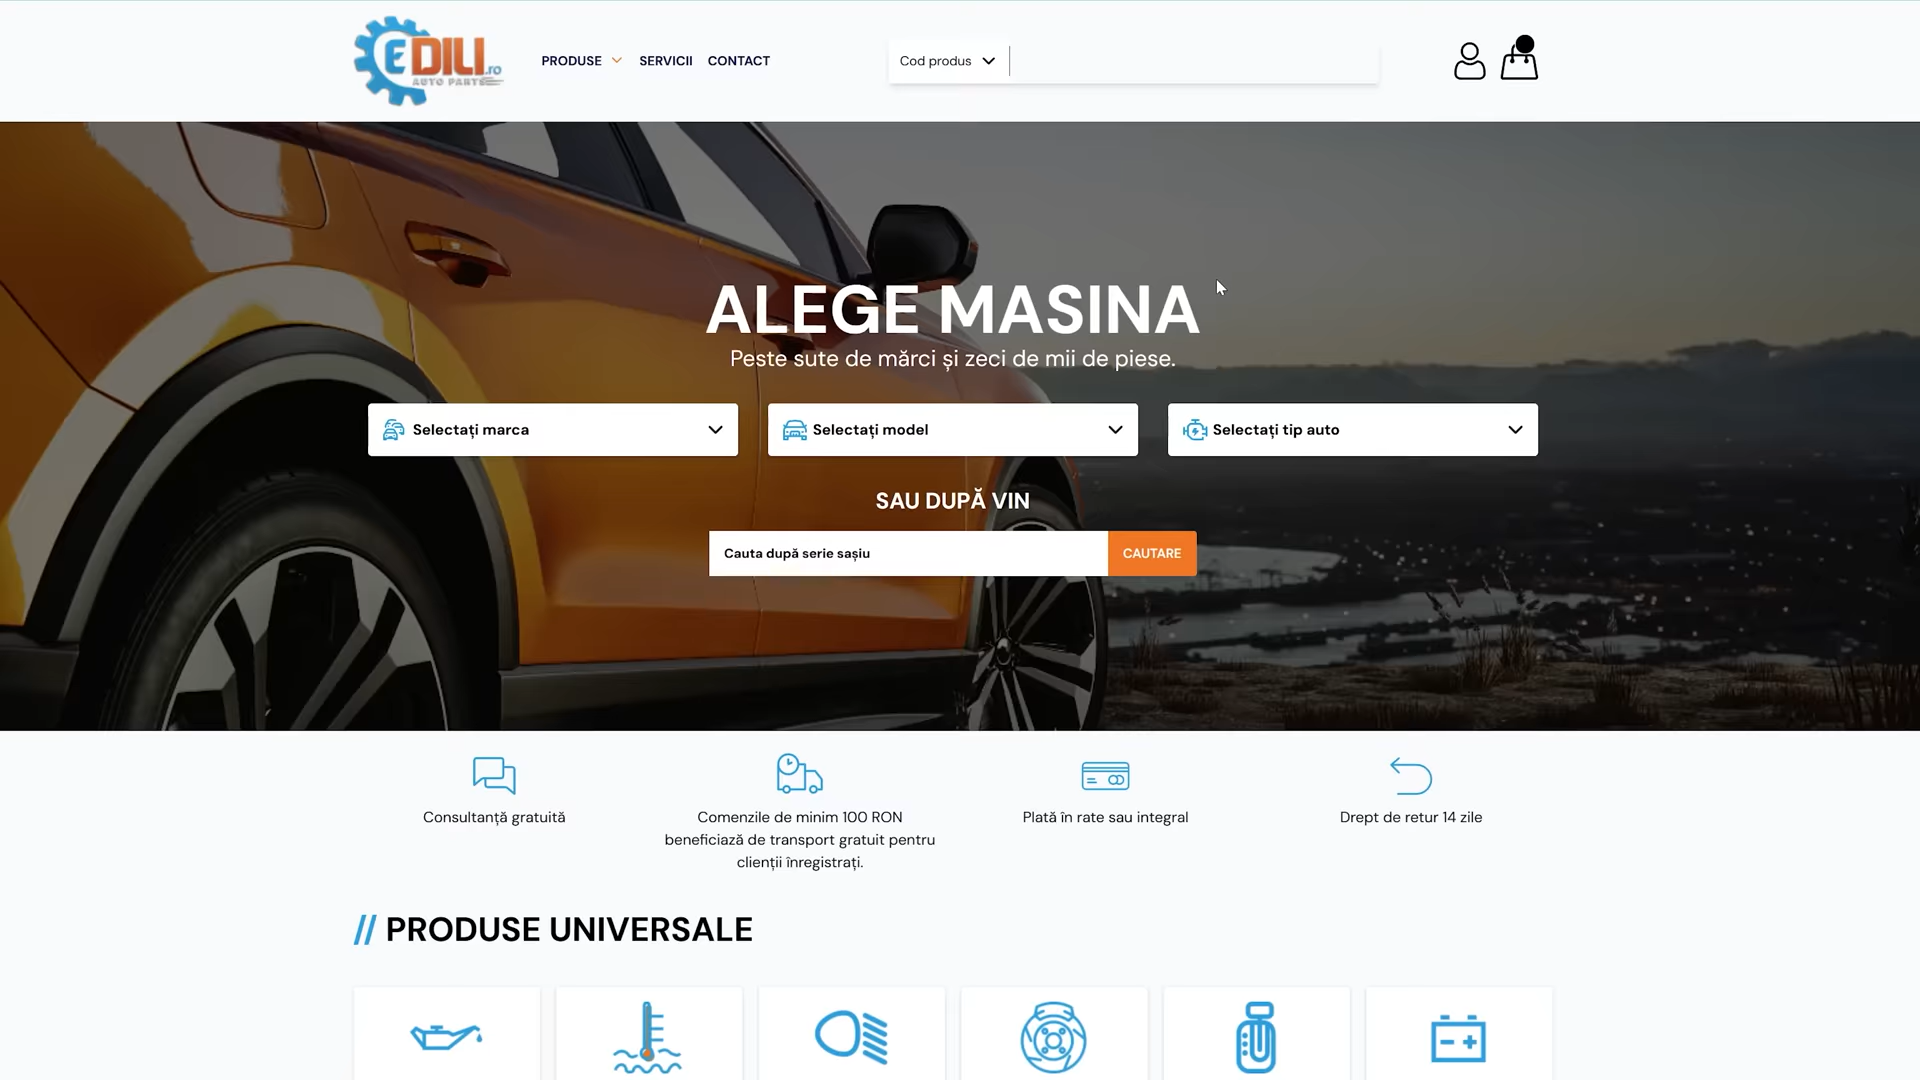 EDILI.ro
AUTO PARTS
PRODUSE
SERVICII
CONTACT
Cod produs
ALEGE MASINA
Peste sute de mărci și zeci de mii de piese.
Selectați marca
Selectați model
Selectați tip auto
SAU DUPĂ VIN
Cauta după serie sașiu
CAUTARE
Consultanță gratuită
Comenzile de minim 100 RON
beneficiază de transport gratuit pentru
clienții înregistrați.
Plată în rate sau integral
Drept de retur 14 zile
// PRODUSE UNIVERSALE